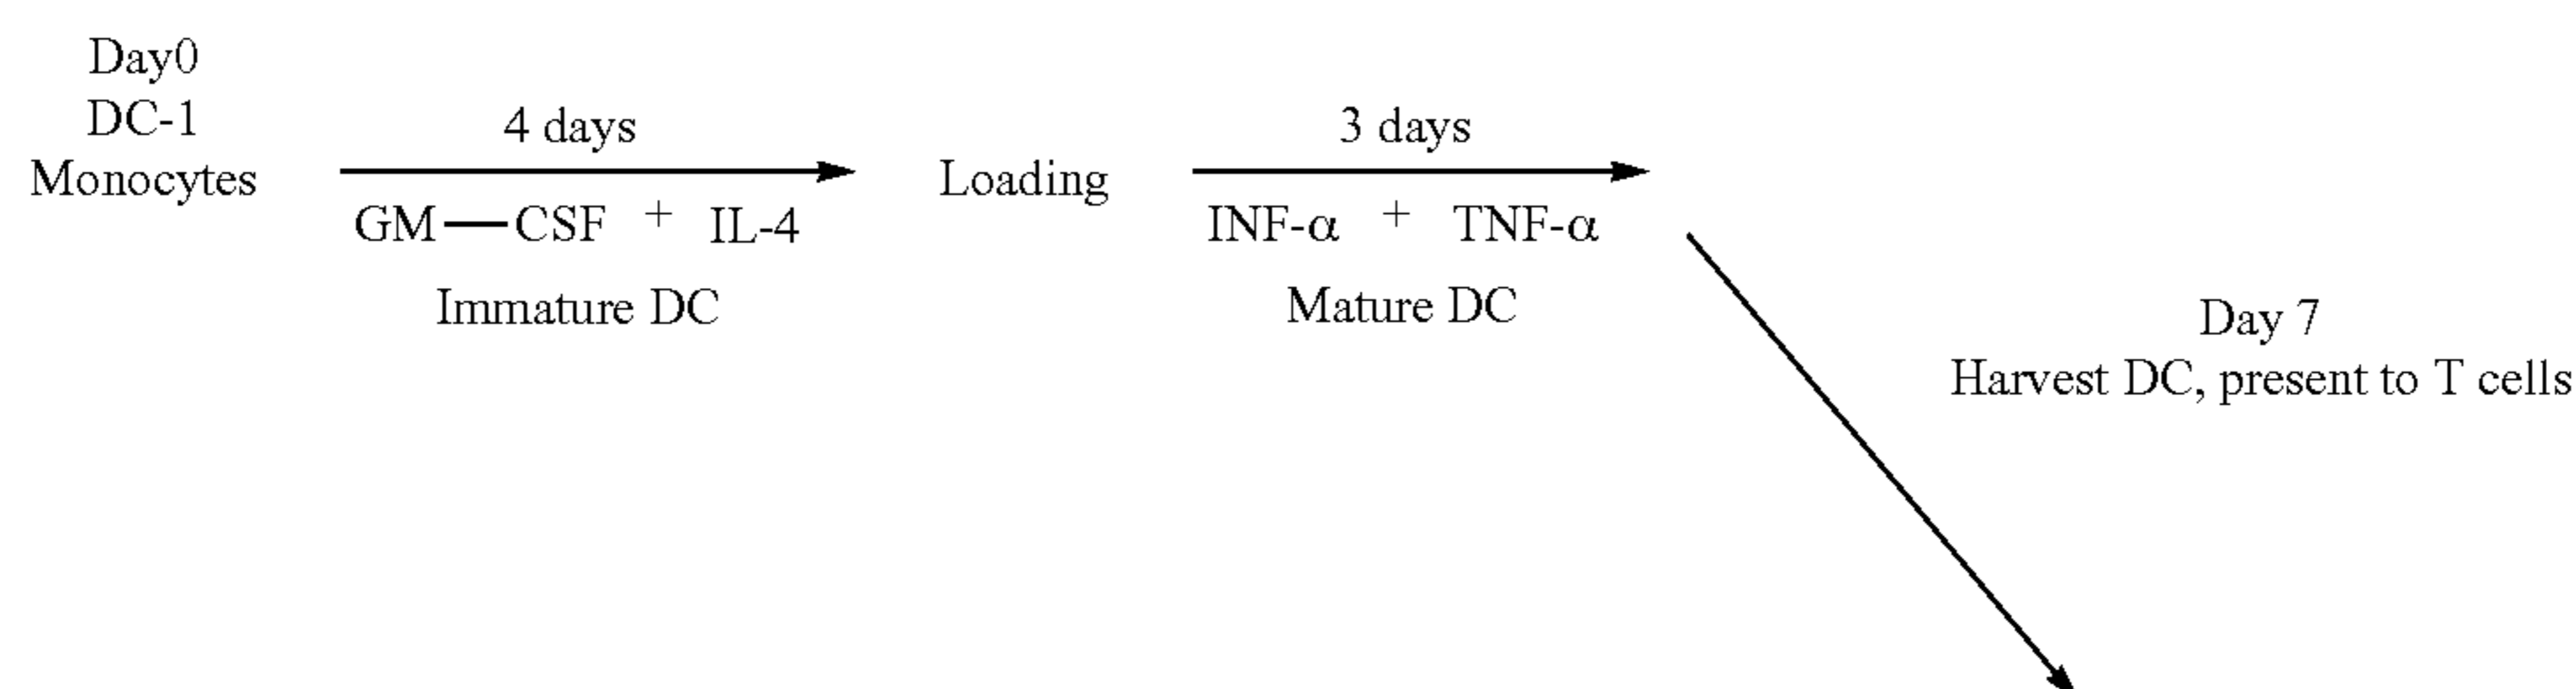 Day0
DC-1
Monocytes
4 days
GM—CSF + IL-4
Immature DC
Loading
3 days
INF-α + TNF-α
Mature DC
Day 7
Harvest DC, present to T cells